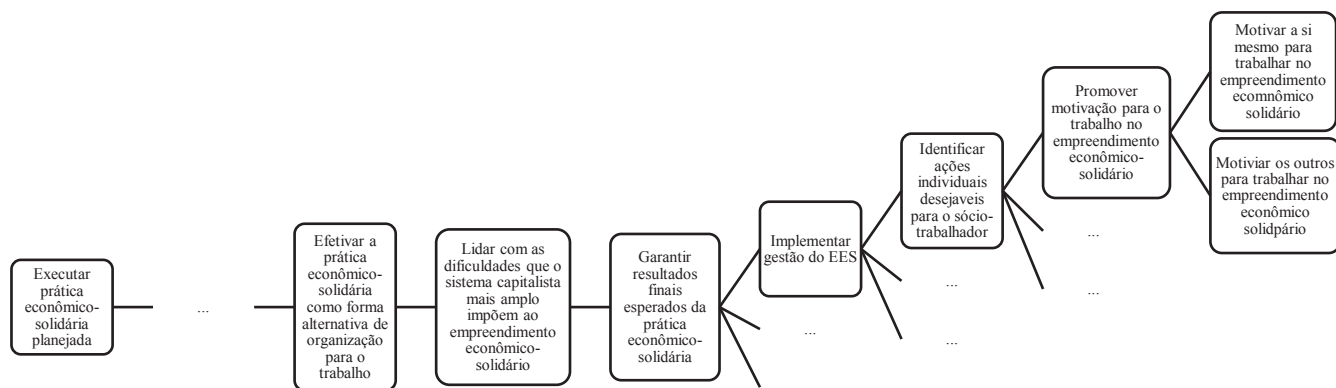 Executar
prática
econômico-
solidária
planejada
...
Efetivar a
prática
econômico-
solidária
como forma
alternativa de
organização
para o
trabalho
Lidar com as
dificuldades que o
sistema capitalista
mais amplo
impõem ao
empreendimento
econômico-
solidário
Garantir
resultados
finais
esperados da
prática
econômico-
solidária
Implementar
gestão do EES
...
Identificar
ações
individuais
desejaveis
para o sócio-
trabalhador
...
...
Promover
motivação para o
trabalho no
empreendimento
econômico-
solidário
...
...
Motivar a si
mesmo para
trabalhar no
empreendimento
ecomnômico
solidário
Motiviar os outros
para trabalhar no
empreendimento
econômico
solidpário